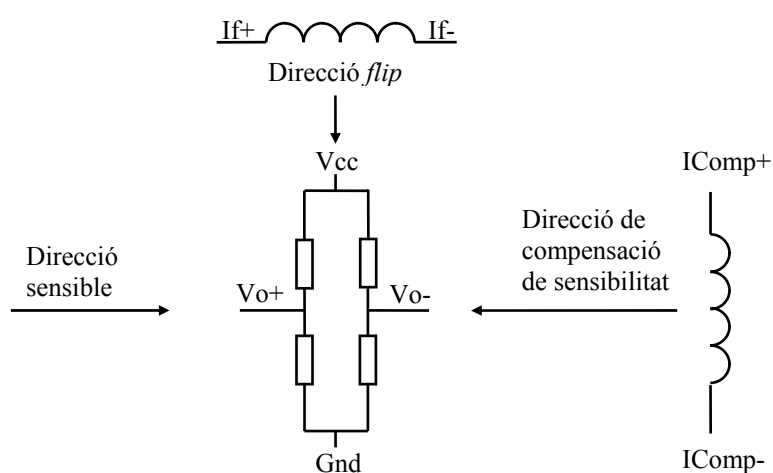 If+ If-
Direcció flip
Vcc
IComp+
Direcció de
compensació
de sensibilitat
Direcció
sensible
Vo+ Vo-
Gnd
IComp-